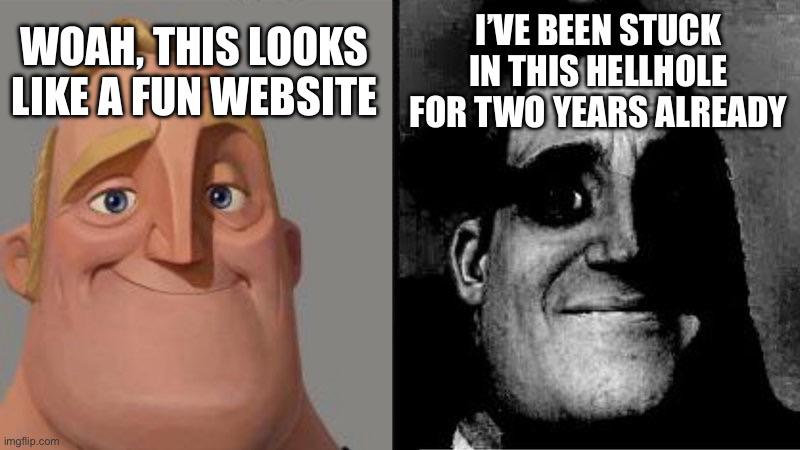 WOAH, THIS LOOKS
LIKE A FUN WEBSITE
I'VE BEEN STUCK
IN THIS HELLHOLE
FOR TWO YEARS ALREADY
imgflip.com